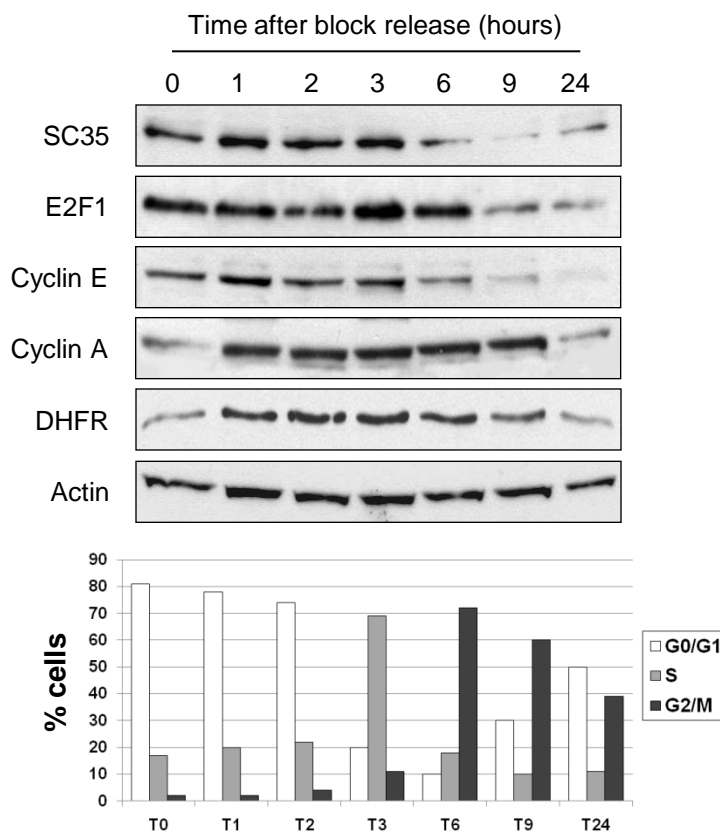 Time after block release (hours)
0 1 2 3 6 9 24
SC35
E2F1
Cyclin E
Cyclin A
DHFR
Actin
90
80
70
60
50
40
30
20
10
0
% cells
T0 T1 T2 T3 T6 T9 T24
G0/G1
S
G2/M